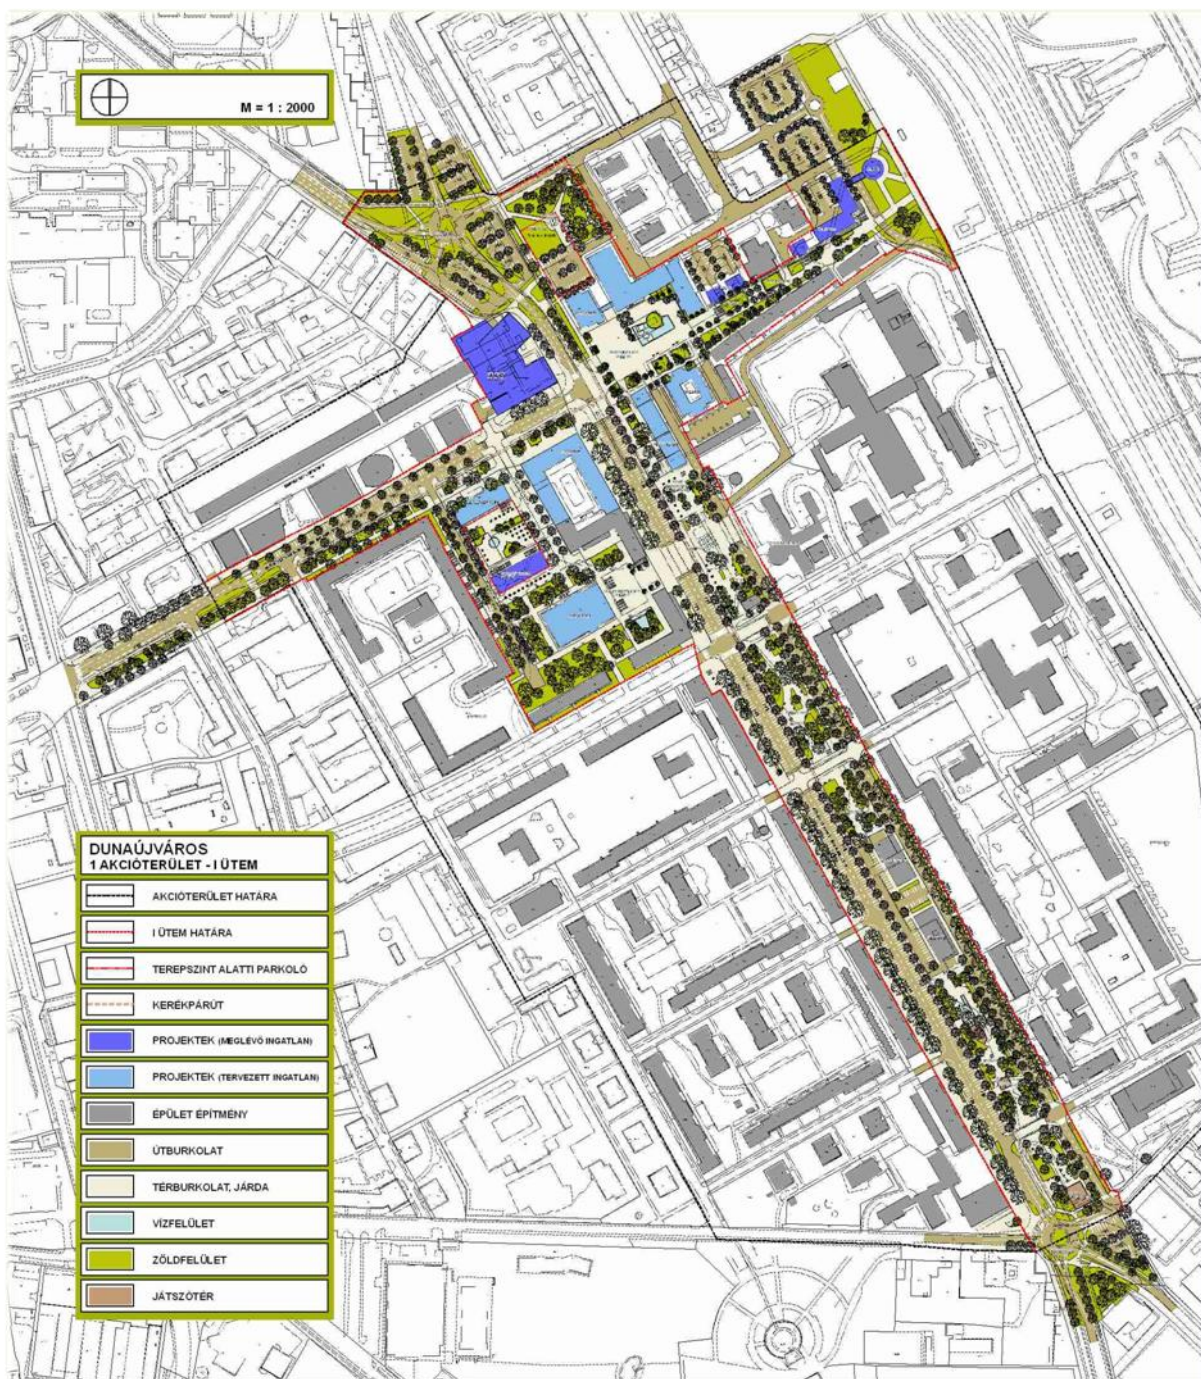 M = 1 : 2000
DUNAÚJVÁROS
1 AKCIÓTERÜLET - I ÜTEM
AKCIÓTERÜLET HATÁRA
I ÜTEM HATÁRA
TEREPSZINT ALATTI PARKOLÓ
KERÉKPÁRÚT
PROJEKTEK (MEGLÉVŐ INGATLAN)
PROJEKTEK (TERVEZETT INGATLAN)
ÉPÜLET ÉPÍTMÉNY
ÚTBURKOLAT
TÉRBURKOLAT, JÁRDA
VÍZFELÜLET
ZÖLDFELÜLET
JÁTSZÓTÉR